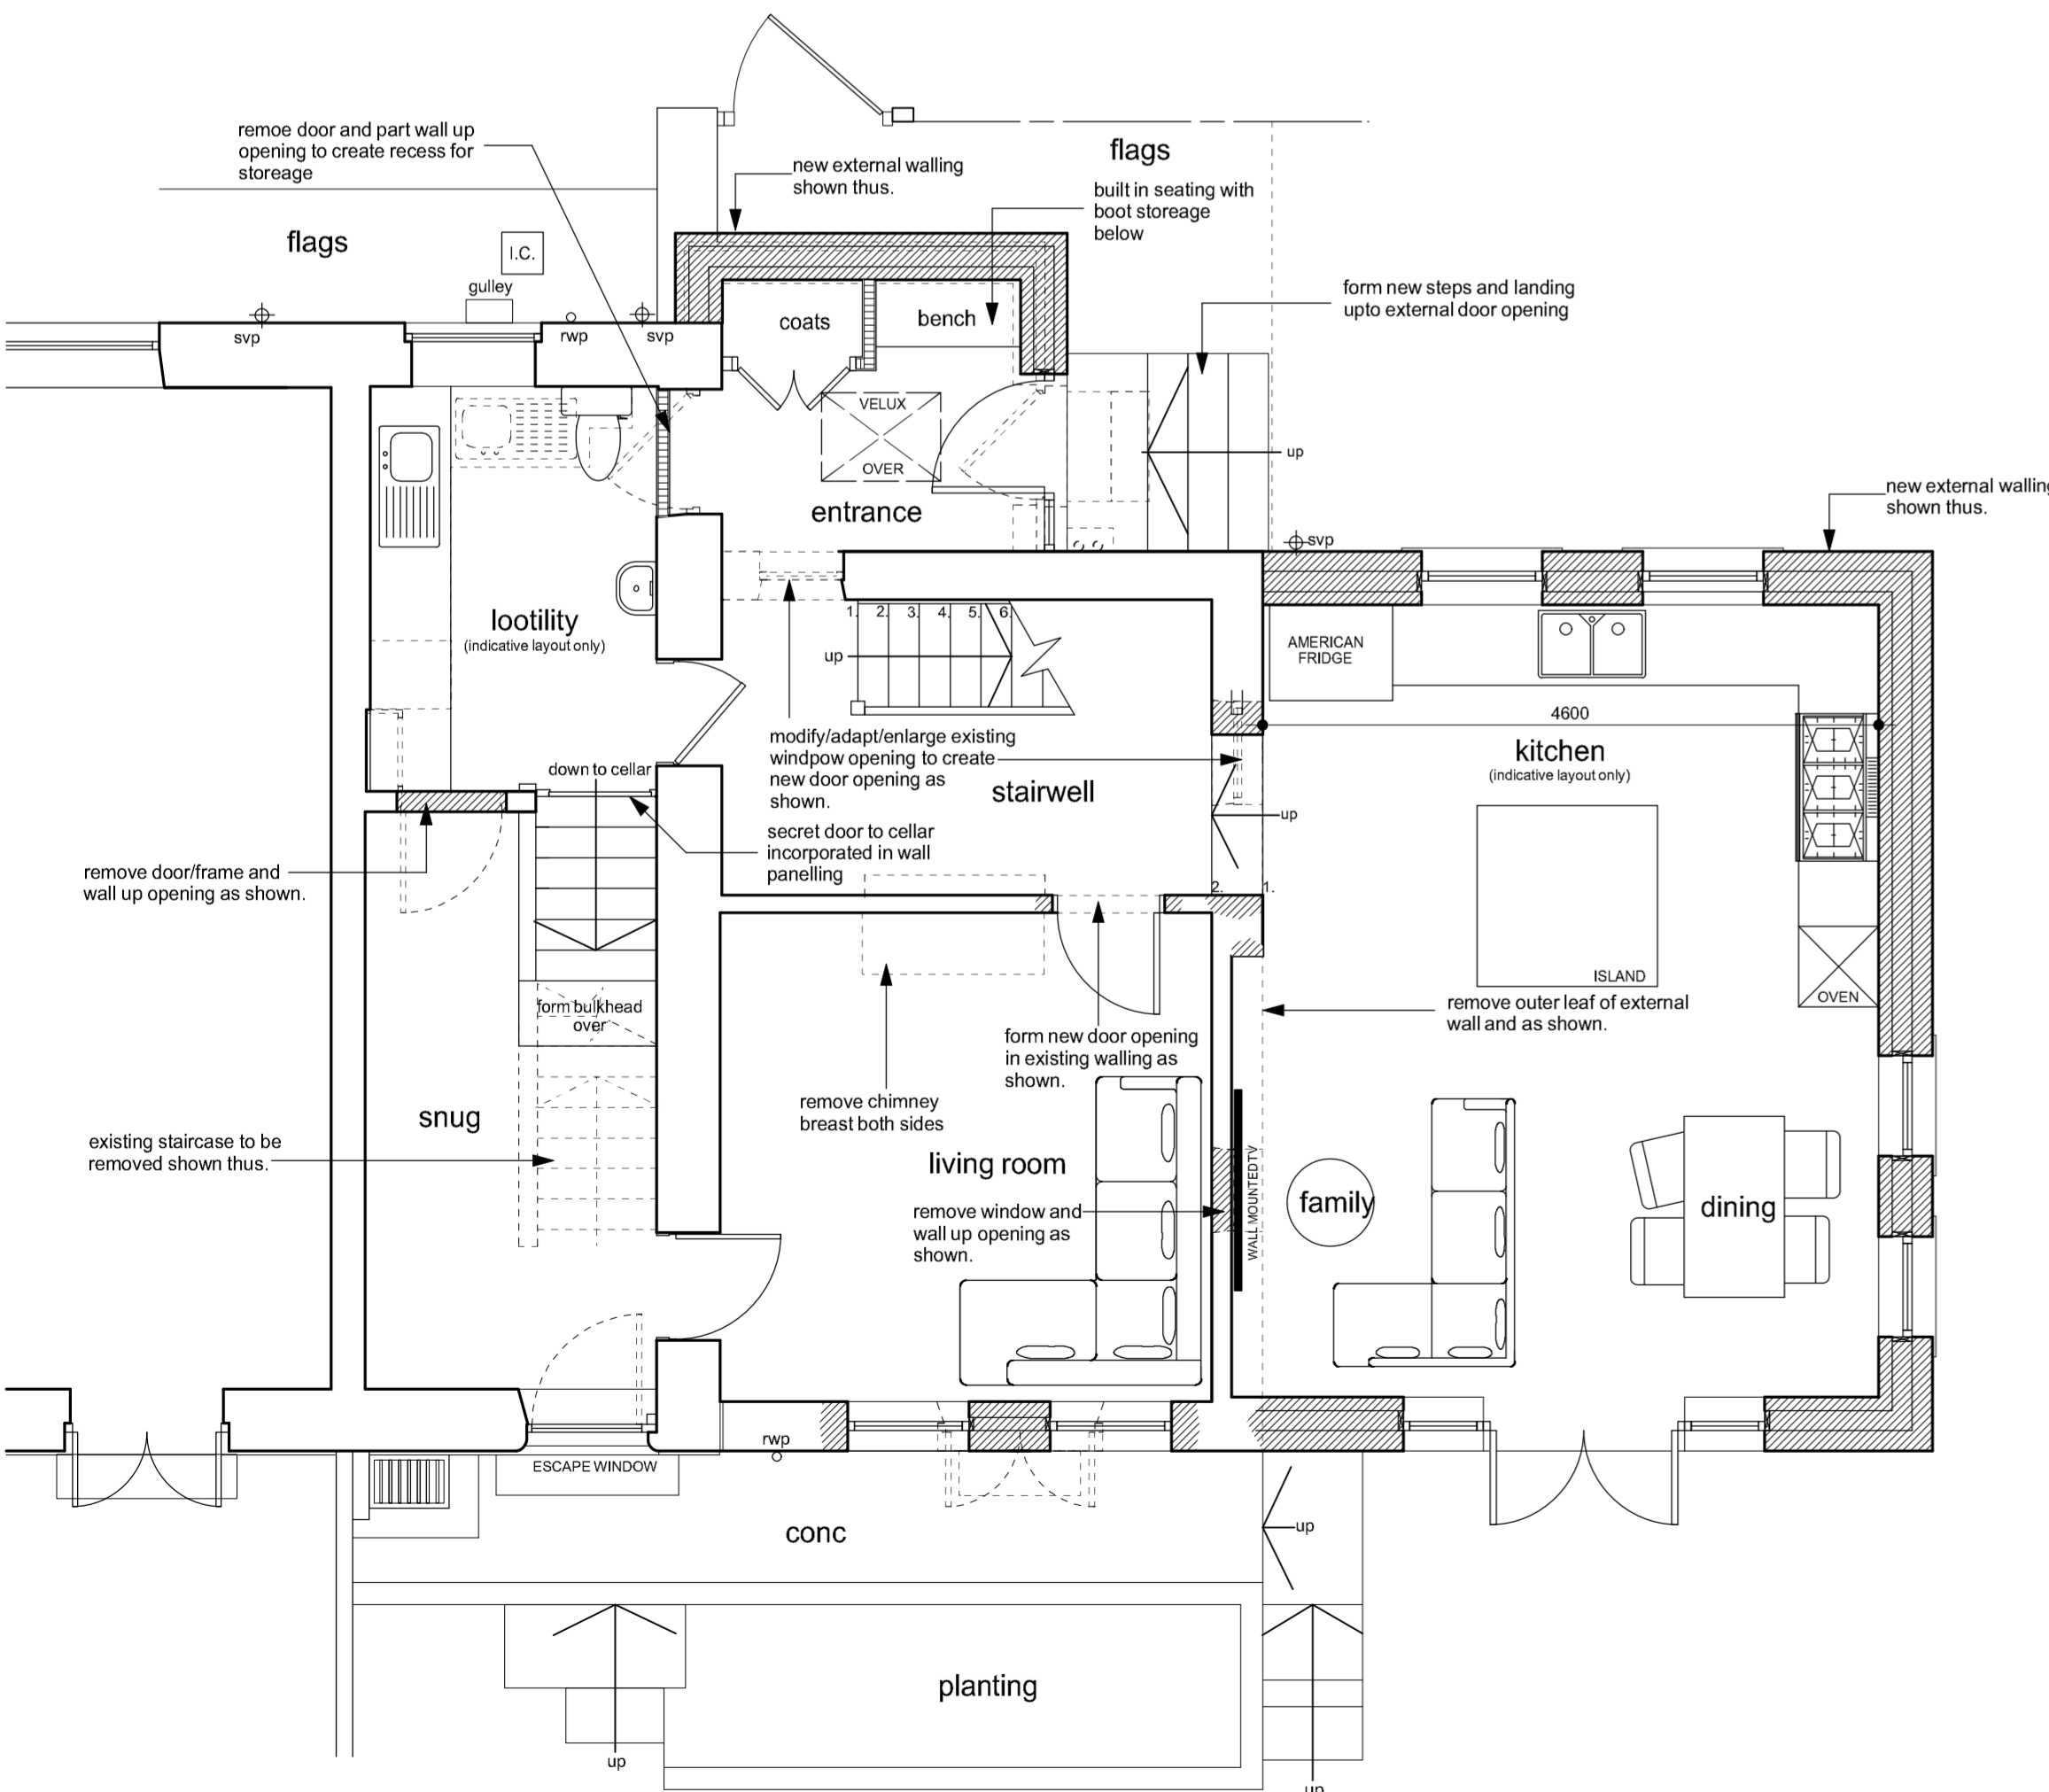 remoe door and part wall up
opening to create recess for
storeage
new external walling
shown thus.
flags
built in seating with
boot storeage
below
flags
I.C.
gulley
svp
rwp
svp
coats
bench
form new steps and landing
upto external door opening
VELUX
OVER
up
entrance
new external walling
shown thus.
svp
lootility
(indicative layout only)
1.
2.
3.
4.
5.
6.
up
AMERICAN
FRIDGE
4600
kitchen
(indicative layout only)
modify/adapt/enlarge existing
windpow opening to create
new door opening as
shown.
stairwell
down to cellar
up
secret door to cellar
incorporated in wall
panelling
remove door/frame and
wall up opening as shown.
2.
1.
ISLAND
OVEN
form bulkhead
over
remove outer leaf of external
wall and as shown.
form new door opening
in existing walling as
shown.
remove chimney
breast both sides
snug
existing staircase to be
removed shown thus.
living room
remove window and
wall up opening as
shown.
WALL MOUNTEDTV
family
dining
rwp
ESCAPE WINDOW
conc
up
planting
up
up